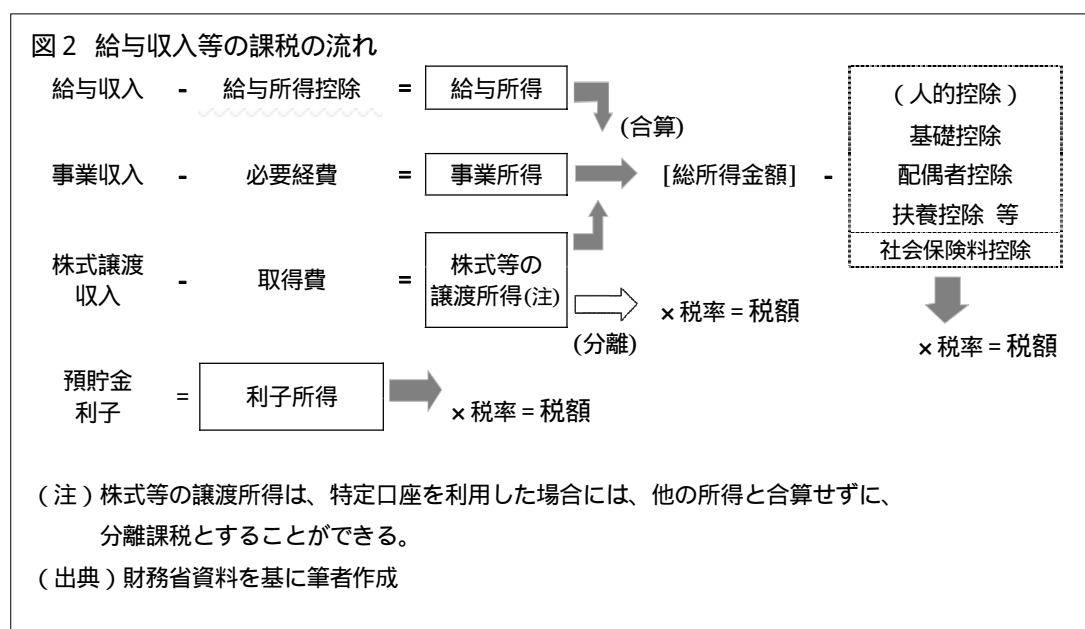 図2 給与収入等の課税の流れ
給与収入 - 給与所得控除 = 給与所得
(合算)
事業収入 - 必要経費 = 事業所得 [総所得金額] -
(人的控除)
基礎控除
配偶者控除
扶養控除 等
社会保険料控除
×税率=税額
株式譲渡
収入 - 取得費 = 株式等の
譲渡所得(注)
(分離)
×税率=税額
預貯金
利子 = 利子所得
×税率=税額
(注)株式等の譲渡所得は、特定口座を利用した場合には、他の所得と合算せずに、
分離課税とすることができる。
(出典)財務省資料を基に筆者作成